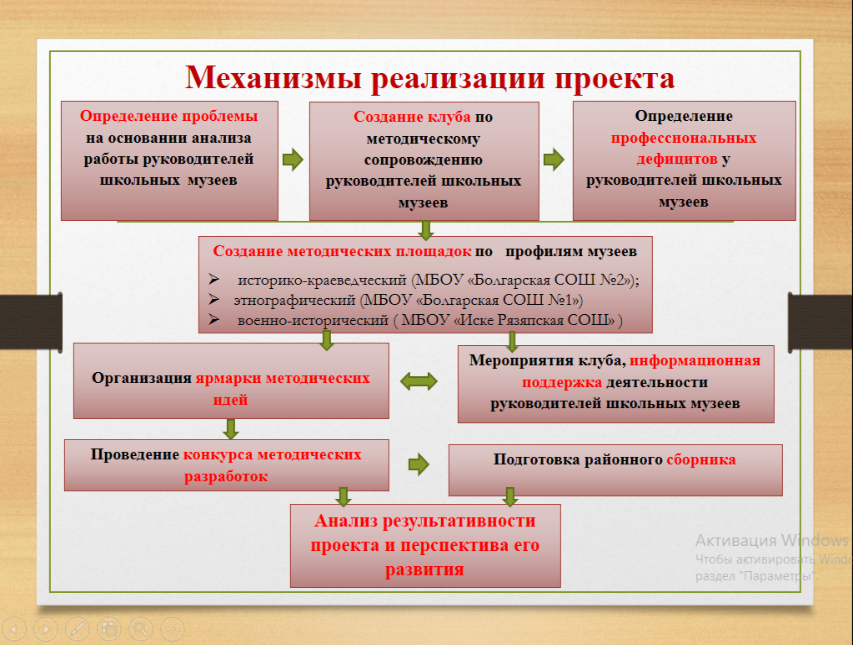 Механизмы реализации проекта
Определение проблемы
на основании анализа
работы руководителей
школьных музеев
Создание клуба по
методическому
сопровождению
руководителей школьных
музеев
Определение
профессиональных
дефицитов у
руководителей школьных
музеев
Создание методических площадок по профилям музеев
➢ историко-краеведческий (МБОУ «Болгарская СОШ №2»);
➢ этнографический (МБОУ «Болгарская СОШ №1»)
➢ военно-исторический ( МБОУ «Иске Рязяпская СОШ» )
Организация ярмарки методических
идей
Мероприятия клуба, информационная
поддержка деятельности
руководителей школьных музеев
Проведение конкурса методических
разработок
Подготовка районного сборника
Анализ результативности
проекта и перспектива его
развития
Активация Windows
Чтобы активировать Windo
раздел "Параметры".